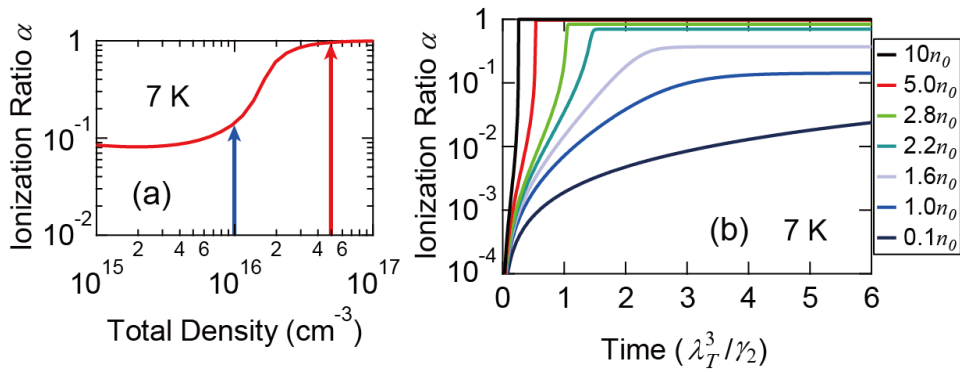 Ionization Ratio α
1
10⁻¹
10⁻²
7 K
(a)
2 4 6 2 4 6
10¹⁵ 10¹⁶ 10¹⁷
Total Density (cm⁻³)
Ionization Ratio α
1
10⁻¹
10⁻²
10⁻³
10⁻⁴
(b) 7 K
0 1 2 3 4 5 6
Time (λ_T³/γ₂)
10n₀
5.0n₀
2.8n₀
2.2n₀
1.6n₀
1.0n₀
0.1n₀